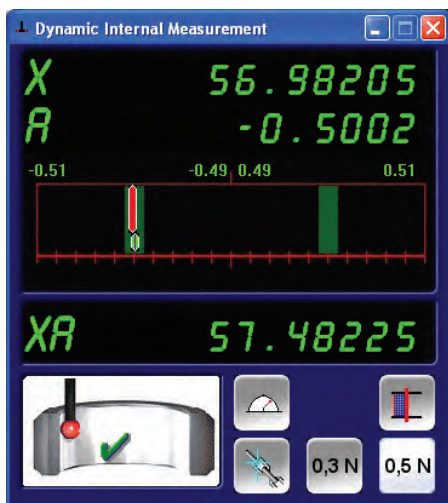 Dynamic Internal Measurement
X 56.98205
A -0.5002
-0.51 -0.49 0.49 0.51
XA 57.48225
0,3 N 0,5 N